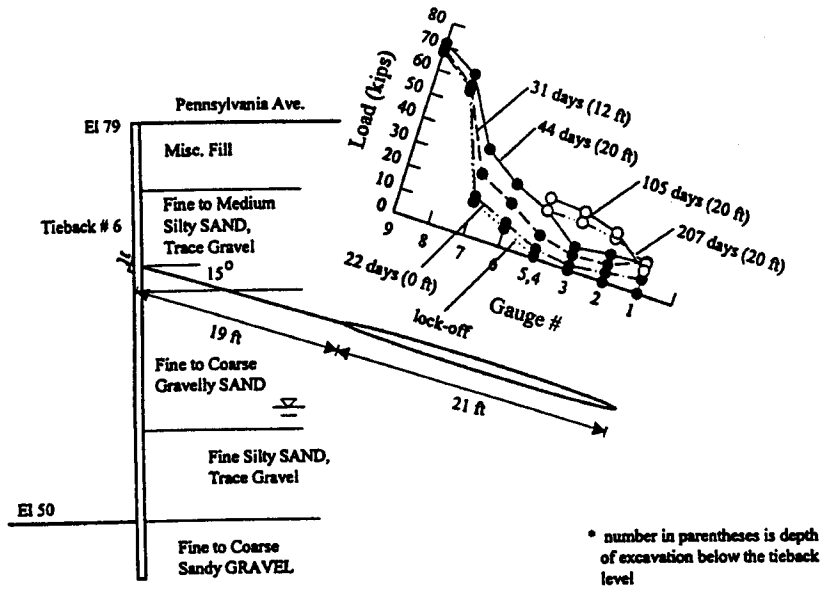 Pennsylvania Ave.
El 79
Misc. Fill
Tieback # 6
Fine to Medium
Silty SAND,
Trace Gravel
15°
19 ft
21 ft
Fine to Coarse
Gravelly SAND
Fine Silty SAND,
Trace Gravel
El 50
Fine to Coarse
Sandy GRAVEL
Load (kips)
80
70
60
50
40
30
20
10
0
9
8
7
6
5,4
3
2
1
Gauge #
31 days (12 ft)
44 days (20 ft)
105 days (20 ft)
207 days (20 ft)
22 days (0 ft)
lock-off
* number in parentheses is depth
of excavation below the tieback
level